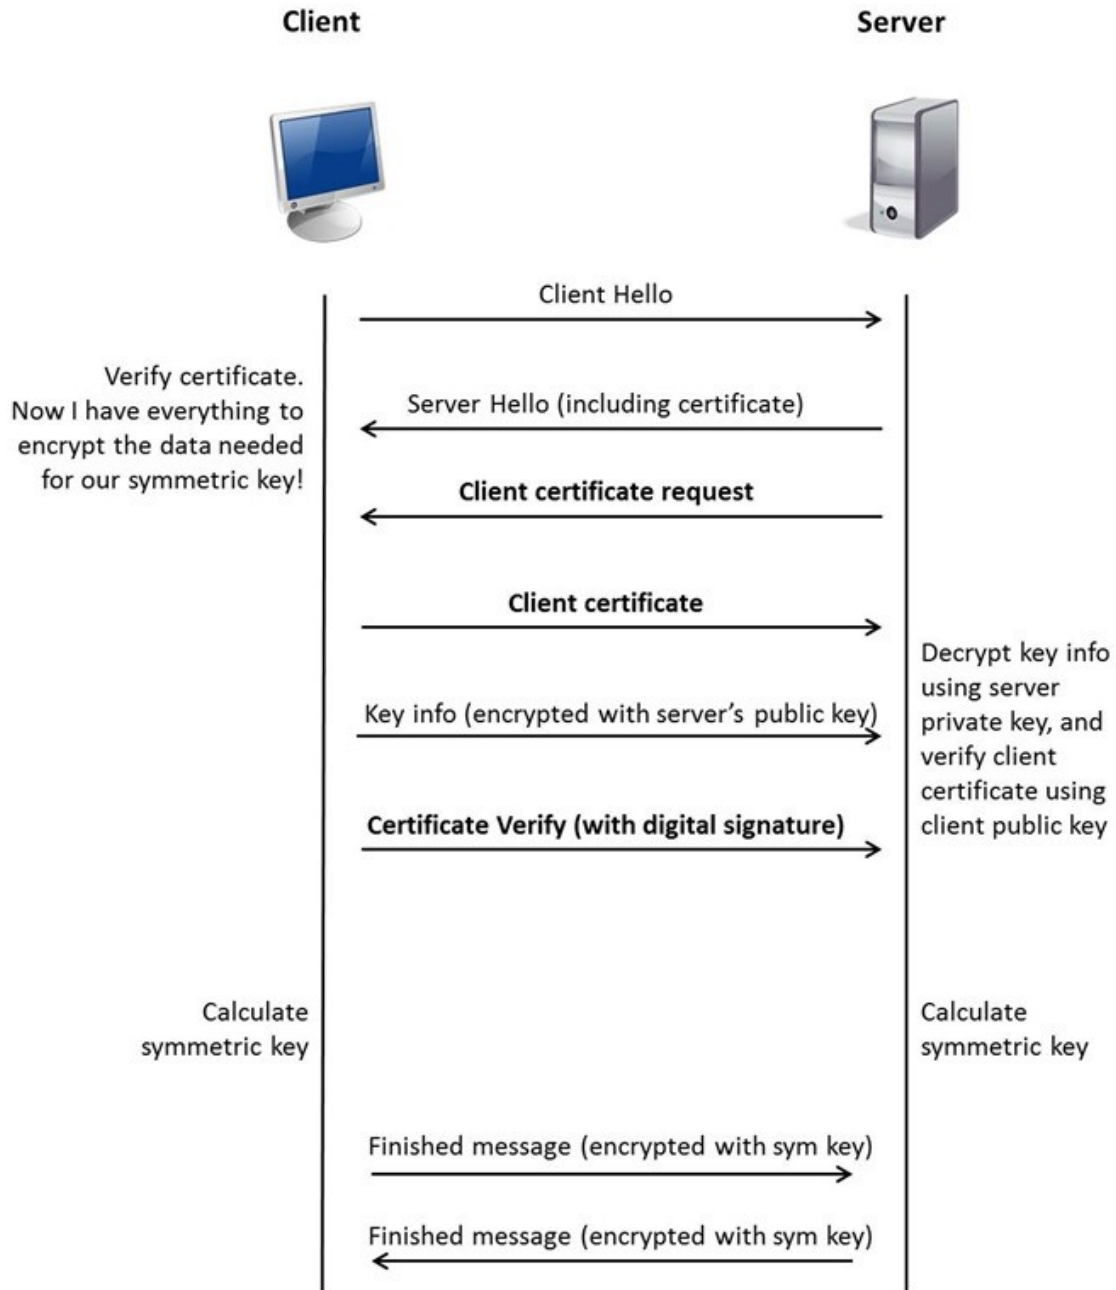 Client
Server
Client Hello
Verify certificate.
Now I have everything to
encrypt the data needed
for our symmetric key!
Server Hello (including certificate)
Client certificate request
Client certificate
Key info (encrypted with server’s public key)
Decrypt key info
using server
private key, and
verify client
certificate using
client public key
Certificate Verify (with digital signature)
Calculate
symmetric key
Calculate
symmetric key
Finished message (encrypted with sym key)
Finished message (encrypted with sym key)